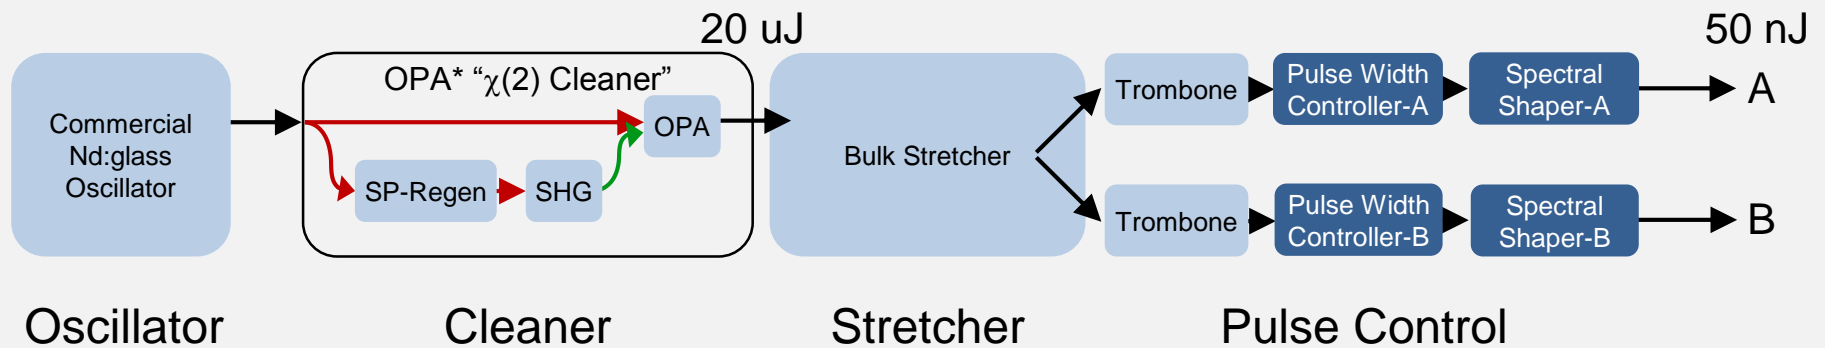 20 uJ
50 nJ
Commercial
Nd:glass
Oscillator
OPA* “χ(2) Cleaner”
OPA
SP-Regen
SHG
Bulk Stretcher
Trombone
Pulse Width
Controller-A
Spectral
Shaper-A
A
Trombone
Pulse Width
Controller-B
Spectral
Shaper-B
B
Oscillator
Cleaner
Stretcher
Pulse Control